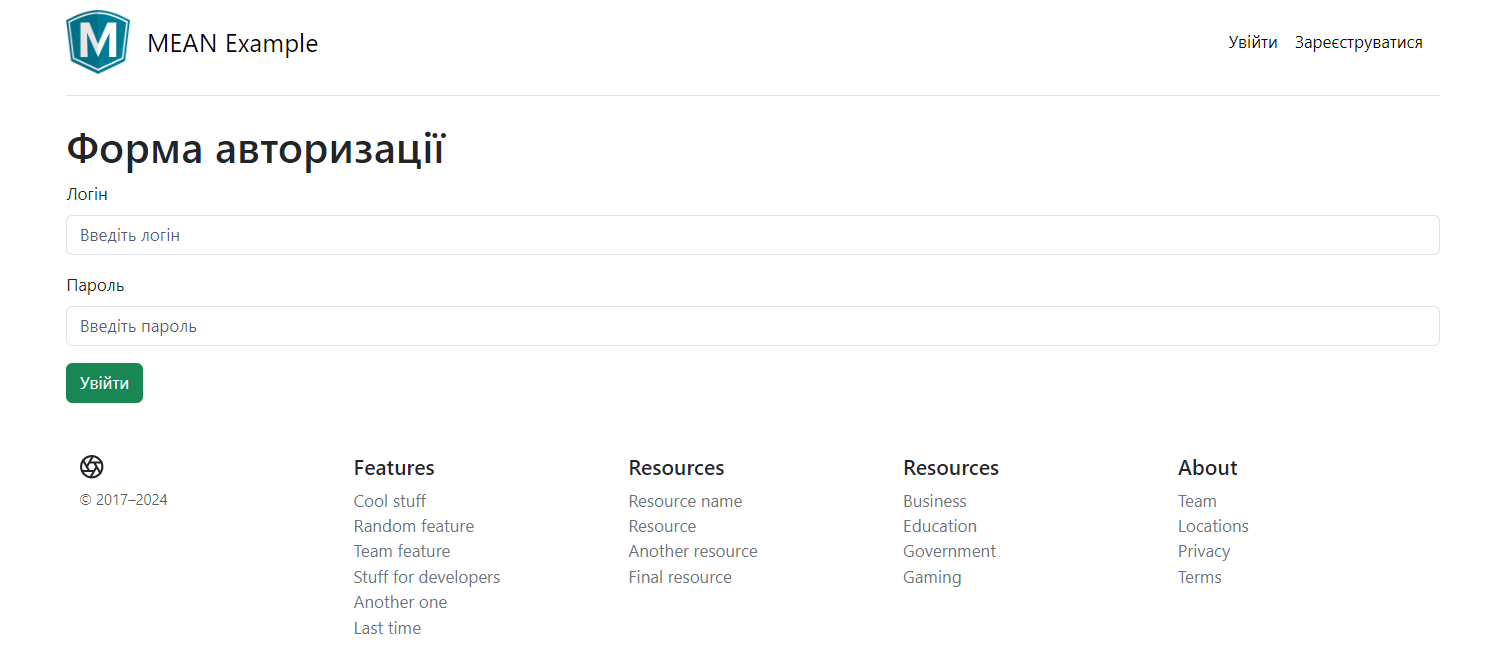 M
MEAN Example
Увійти
Зареєструватися
Форма авторизації
Логін
Введіть логін
Пароль
Введіть пароль
Увійти
© 2017–2024
Features
Cool stuff
Random feature
Team feature
Stuff for developers
Another one
Last time
Resources
Resource name
Resource
Another resource
Final resource
Resources
Business
Education
Government
Gaming
About
Team
Locations
Privacy
Terms